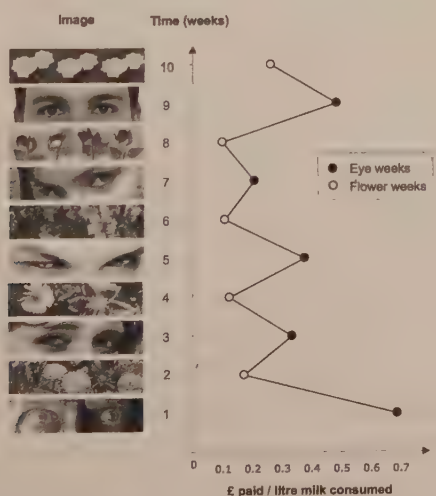 Image
Time (weeks)
10
9
8
7
6
5
4
3
2
1
Eye weeks
Flower weeks
0 0.1 0.2 0.3 0.4 0.5 0.6 0.7
£ paid / litre milk consumed